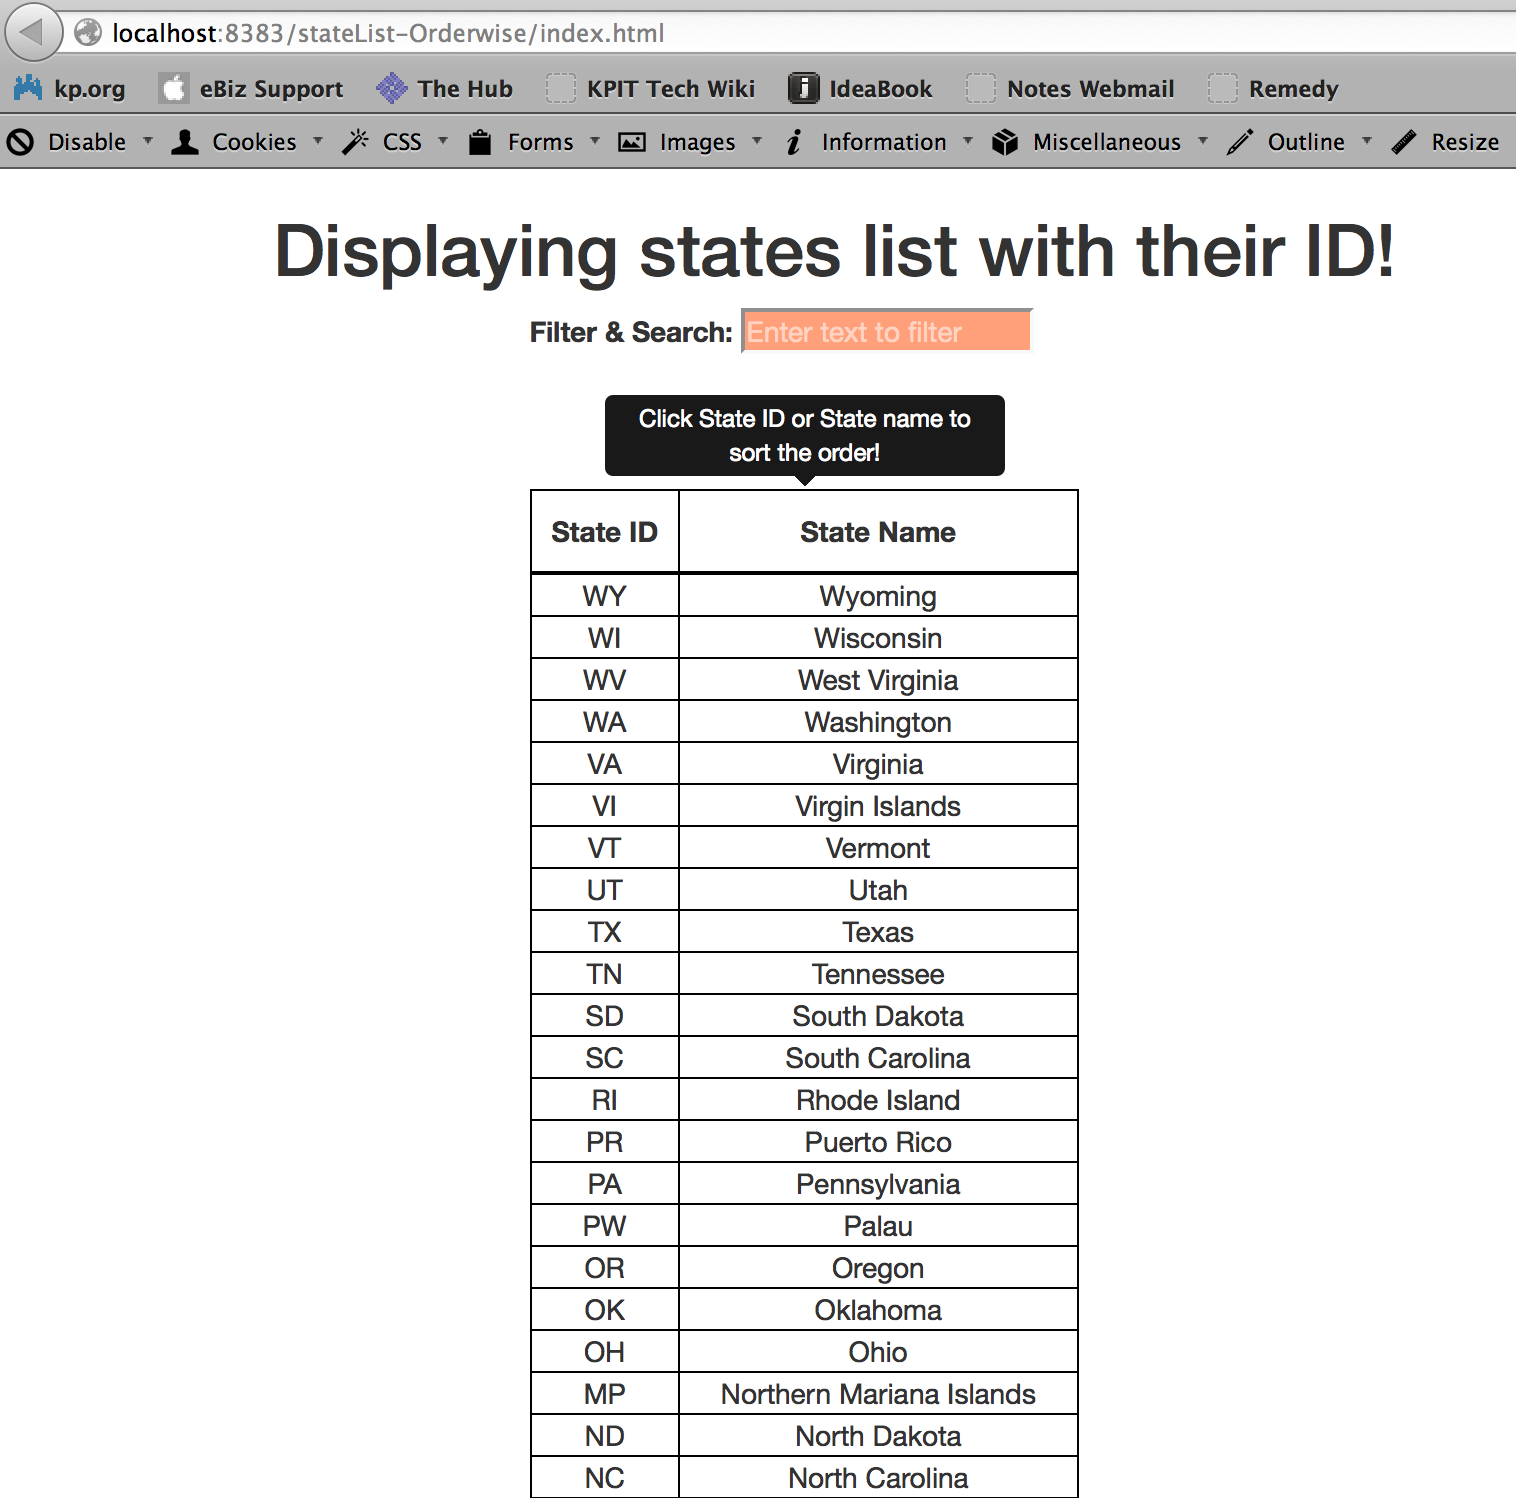 localhost:8383/stateList-Orderwise/index.html
kp.org eBiz Support The Hub KPIT Tech Wiki IdeaBook Notes Webmail Remedy
Disable Cookies CSS Forms Images Information Miscellaneous Outline Resize
Displaying states list with their ID!
Filter & Search: Enter text to filter
Click State ID or State name to
sort the order!
State ID State Name
WY Wyoming
WI Wisconsin
WV West Virginia
WA Washington
VA Virginia
VI Virgin Islands
VT Vermont
UT Utah
TX Texas
TN Tennessee
SD South Dakota
SC South Carolina
RI Rhode Island
PR Puerto Rico
PA Pennsylvania
PW Palau
OR Oregon
OK Oklahoma
OH Ohio
MP Northern Mariana Islands
ND North Dakota
NC North Carolina